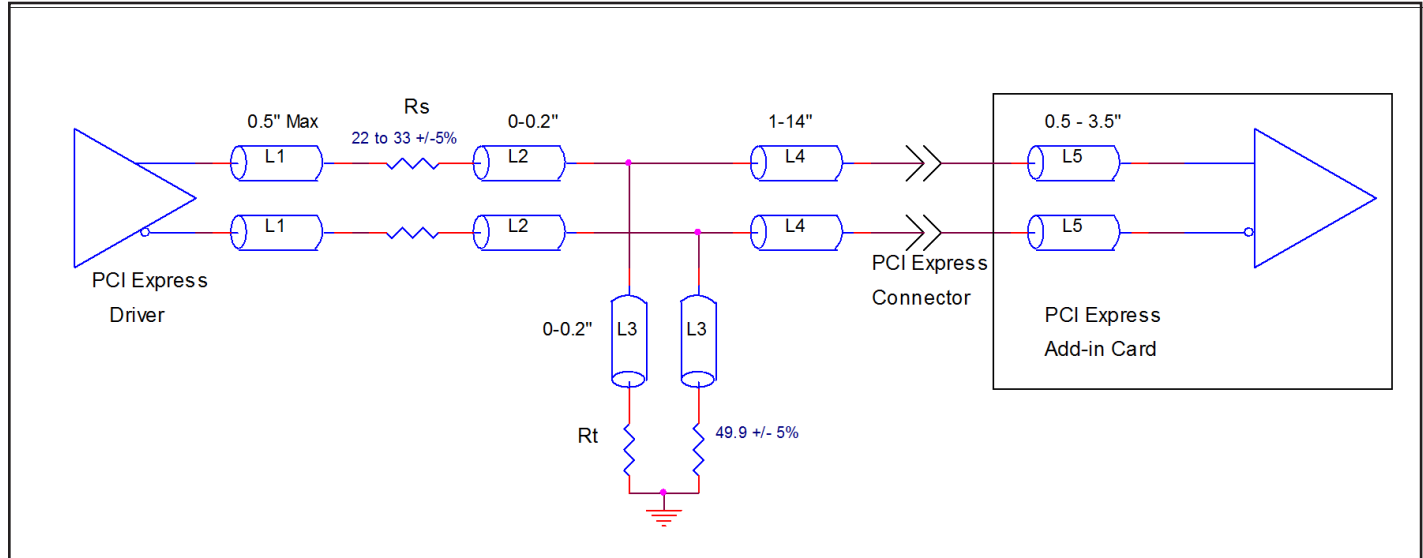 Rs
0.5" Max
22 to 33 +/-5%
0-0.2"
1-14"
0.5 - 3.5"
L1
L2
L4
L5
L1
L2
L4
L5
PCI Express
Driver
PCI Express
Connector
PCI Express
Add-in Card
0-0.2"
L3
L3
Rt
49.9 +/- 5%